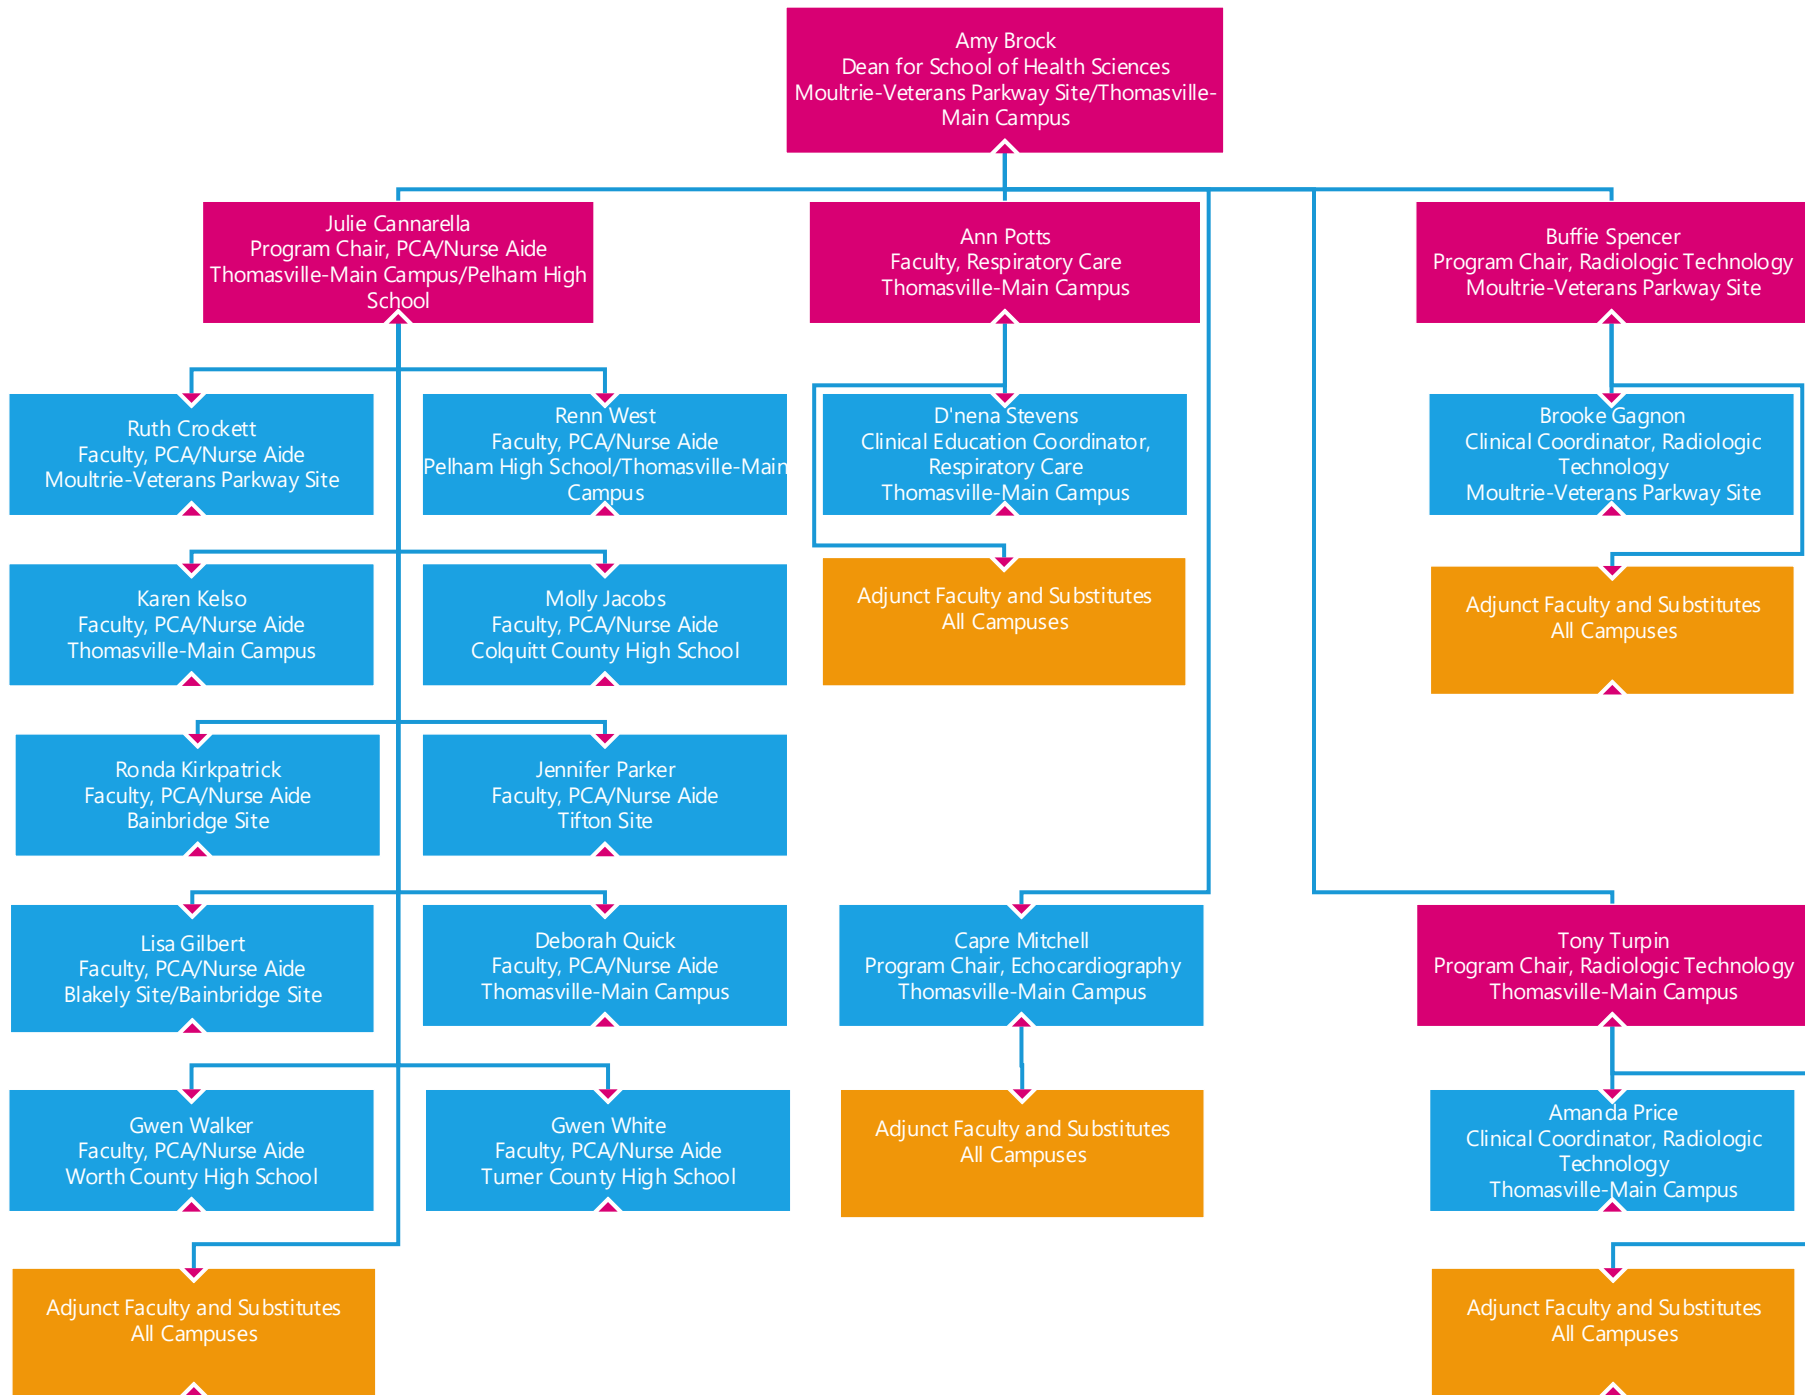 Amy Brock
Dean for School of Health Sciences
Moultrie-Veterans Parkway Site/Thomasville-
Main Campus
Julie Cannarella
Program Chair, PCA/Nurse Aide
Thomasville-Main Campus/Pelham High
School
Ann Potts
Faculty, Respiratory Care
Thomasville-Main Campus
Buffie Spencer
Program Chair, Radiologic Technology
Moultrie-Veterans Parkway Site
Ruth Crockett
Faculty, PCA/Nurse Aide
Moultrie-Veterans Parkway Site
Renn West
Faculty, PCA/Nurse Aide
Pelham High School/Thomasville-Main
Campus
D'nena Stevens
Clinical Education Coordinator,
Respiratory Care
Thomasville-Main Campus
Brooke Gagnon
Clinical Coordinator, Radiologic
Technology
Moultrie-Veterans Parkway Site
Karen Kelso
Faculty, PCA/Nurse Aide
Thomasville-Main Campus
Molly Jacobs
Faculty, PCA/Nurse Aide
Colquitt County High School
Adjunct Faculty and Substitutes
All Campuses
Adjunct Faculty and Substitutes
All Campuses
Ronda Kirkpatrick
Faculty, PCA/Nurse Aide
Bainbridge Site
Jennifer Parker
Faculty, PCA/Nurse Aide
Tifton Site
Lisa Gilbert
Faculty, PCA/Nurse Aide
Blakely Site/Bainbridge Site
Deborah Quick
Faculty, PCA/Nurse Aide
Thomasville-Main Campus
Capre Mitchell
Program Chair, Echocardiography
Thomasville-Main Campus
Tony Turpin
Program Chair, Radiologic Technology
Thomasville-Main Campus
Gwen Walker
Faculty, PCA/Nurse Aide
Worth County High School
Gwen White
Faculty, PCA/Nurse Aide
Turner County High School
Adjunct Faculty and Substitutes
All Campuses
Amanda Price
Clinical Coordinator, Radiologic
Technology
Thomasville-Main Campus
Adjunct Faculty and Substitutes
All Campuses
Adjunct Faculty and Substitutes
All Campuses